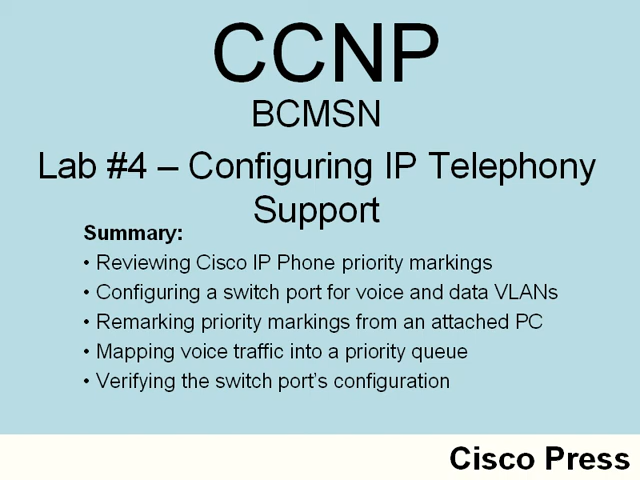 CCNP
BCMSN
Lab #4 – Configuring IP Telephony
Support
Summary:
• Reviewing Cisco IP Phone priority markings
• Configuring a switch port for voice and data VLANs
• Remarking priority markings from an attached PC
• Mapping voice traffic into a priority queue
• Verifying the switch port's configuration
Cisco Press